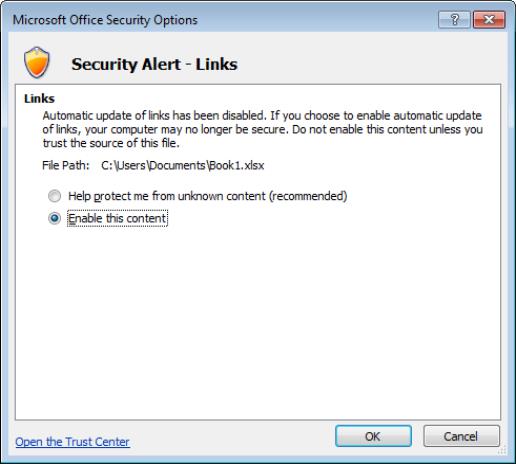 Microsoft Office Security Options
Security Alert - Links
Links
Automatic update of links has been disabled. If you choose to enable automatic update
of links, your computer may no longer be secure. Do not enable this content unless you
trust the source of this file.
File Path: C:\Users\Documents\Book1.xlsx
Help protect me from unknown content (recommended)
Enable this content
Open the Trust Center
OK
Cancel